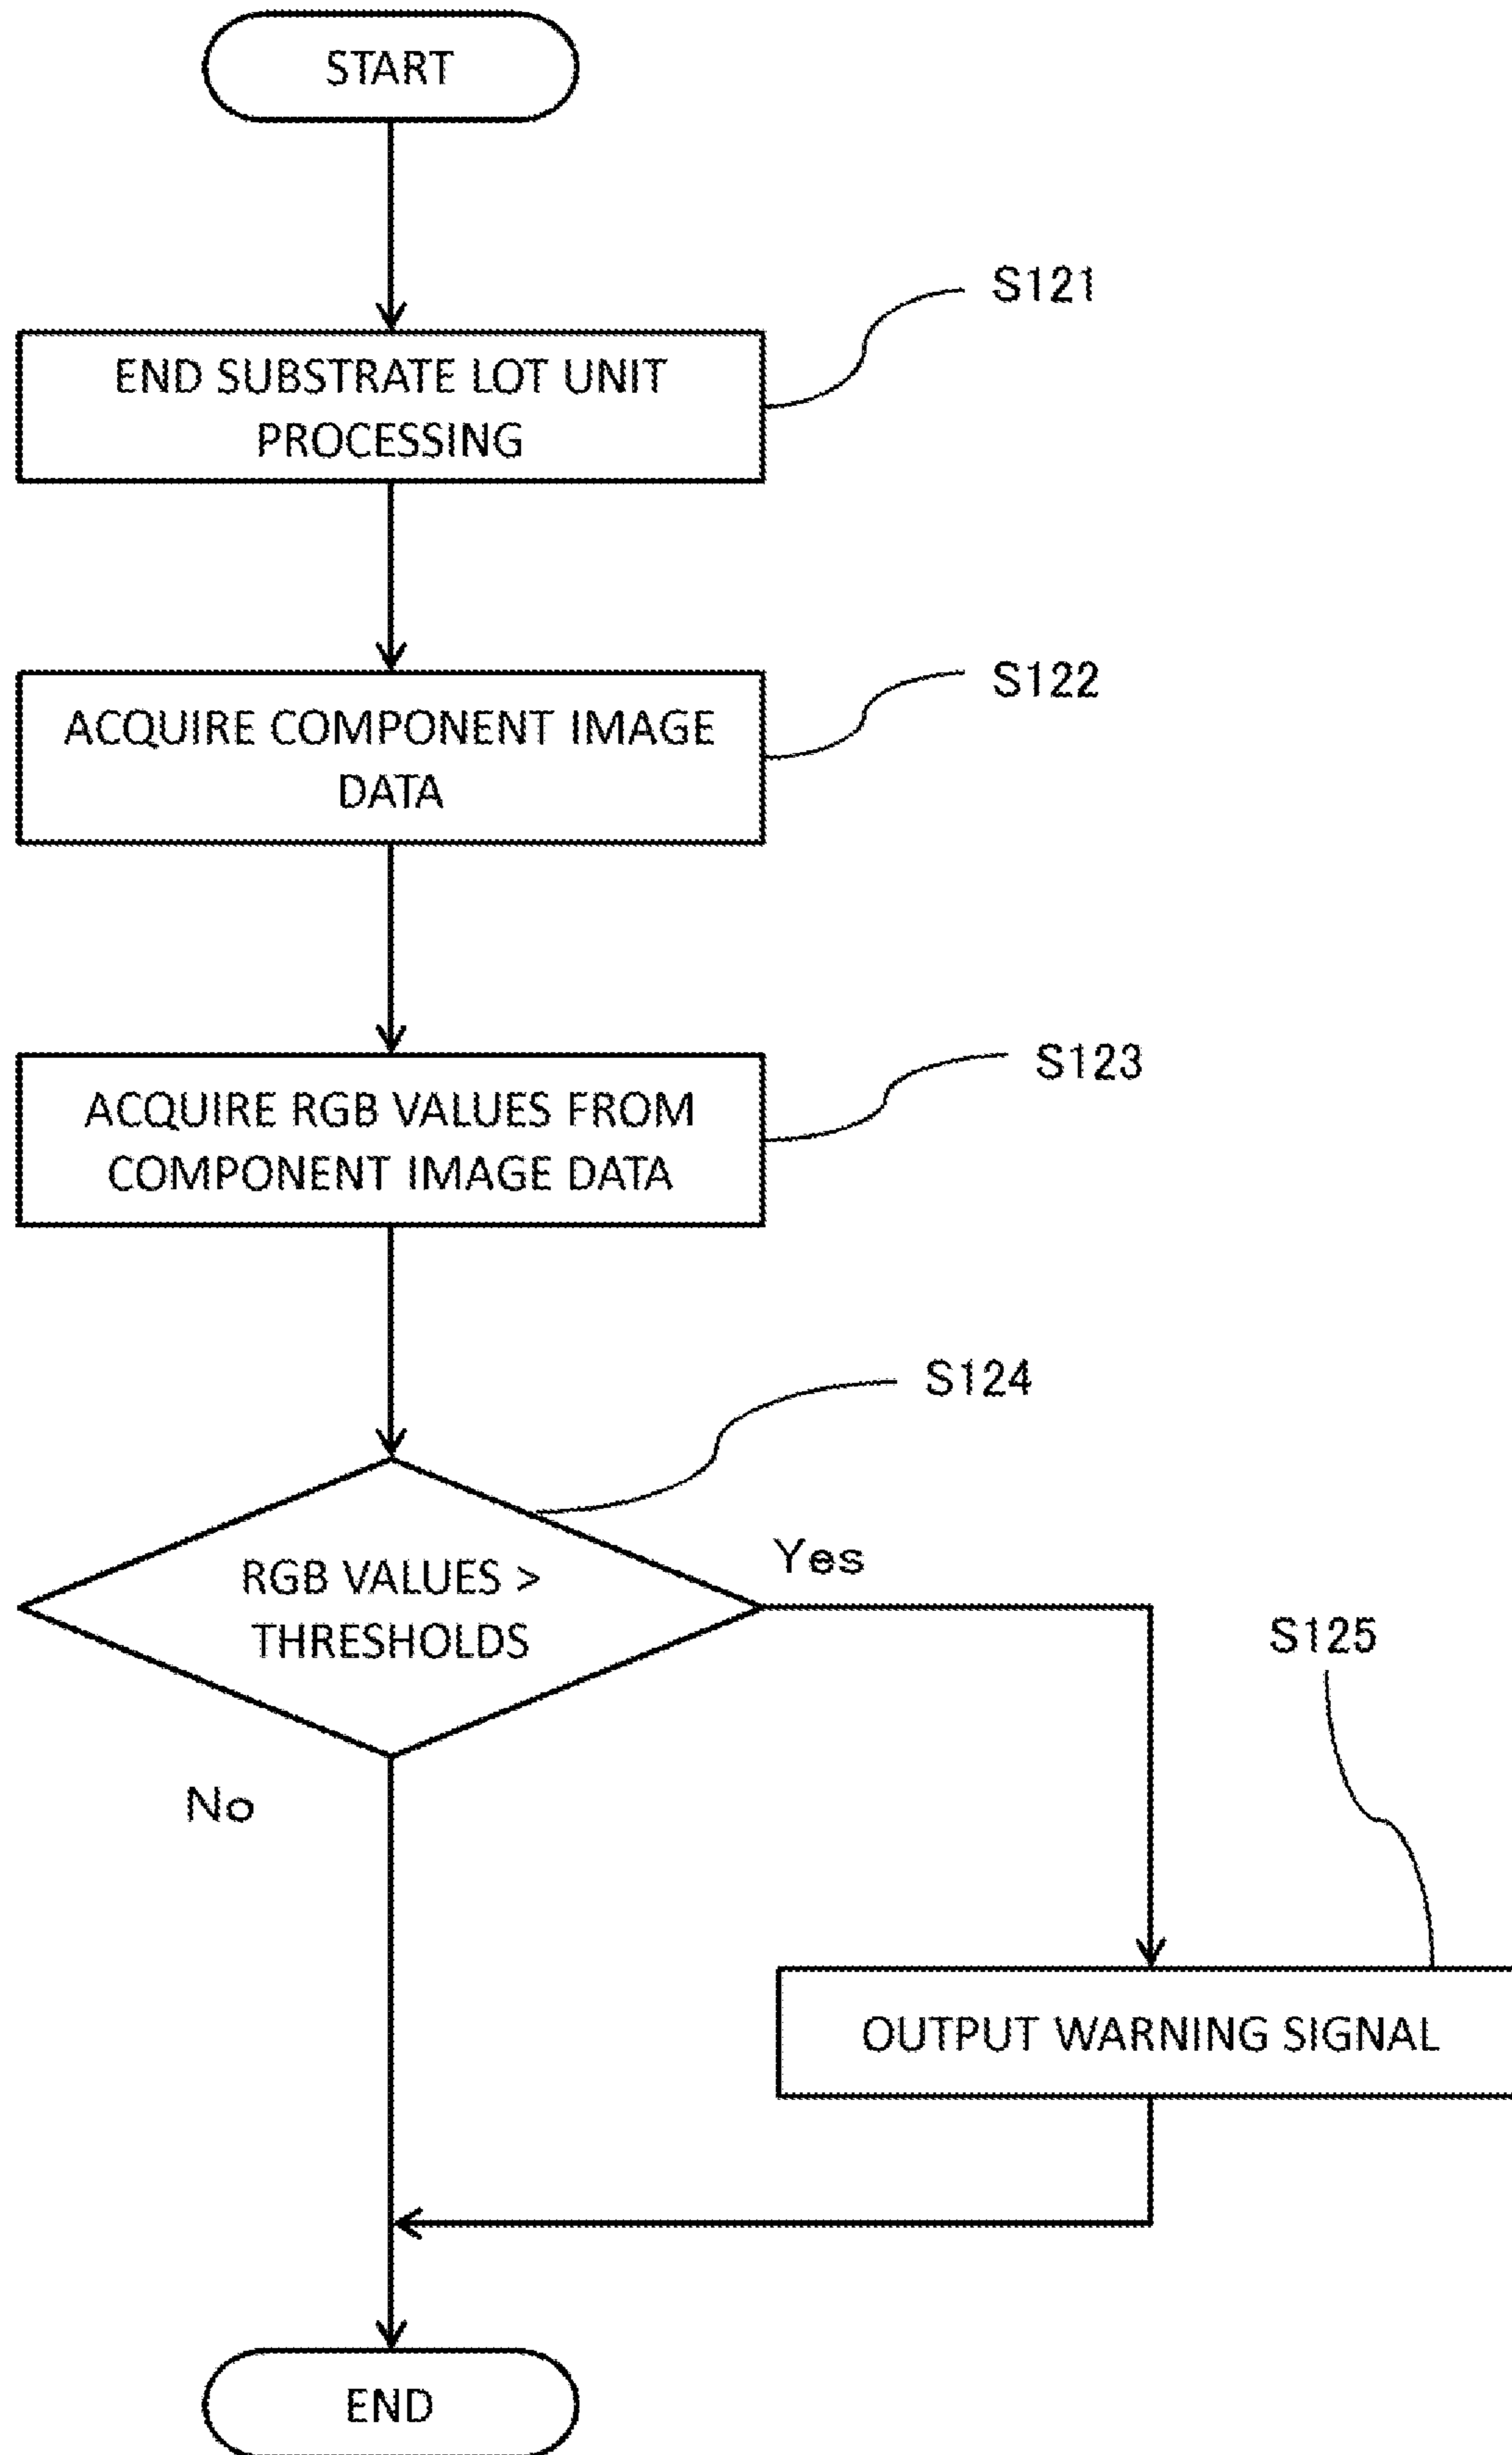 START
S121
END SUBSTRATE LOT UNIT
PROCESSING
S122
ACQUIRE COMPONENT IMAGE
DATA
S123
ACQUIRE RGB VALUES FROM
COMPONENT IMAGE DATA
S124
RGB VALUES >
THRESHOLDS
Yes
S125
No
OUTPUT WARNING SIGNAL
END